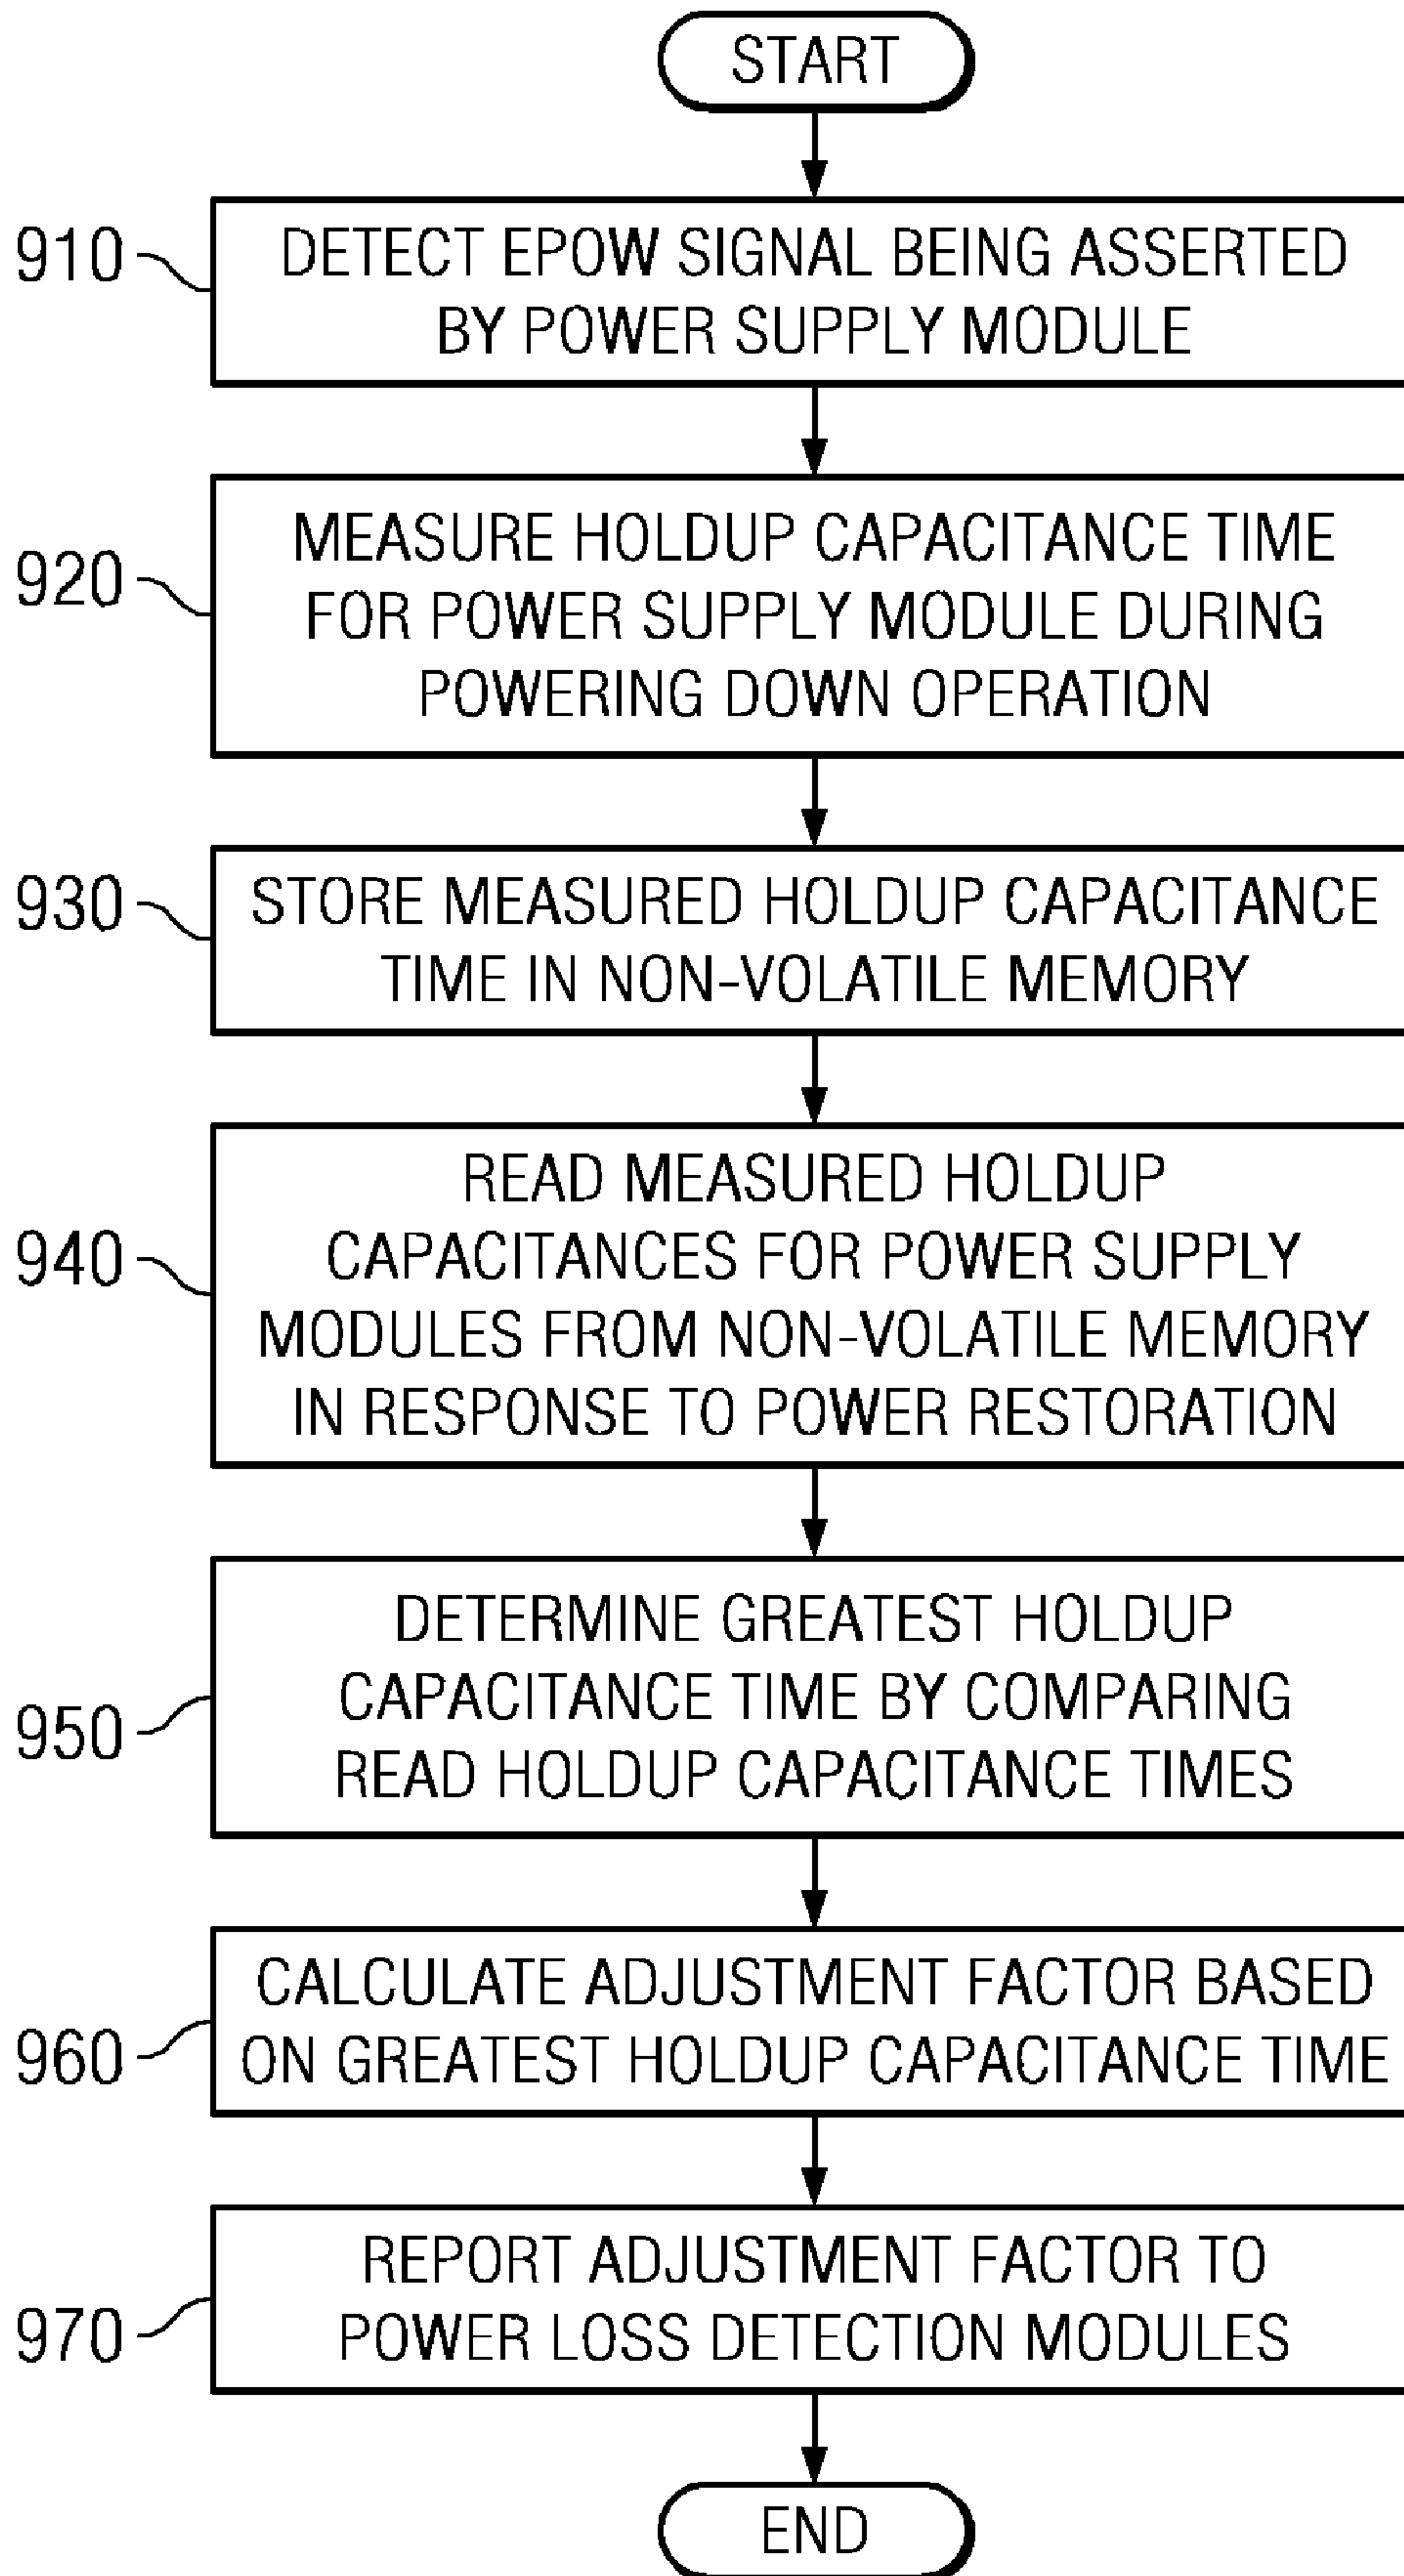 START
910
DETECT EPOW SIGNAL BEING ASSERTED
BY POWER SUPPLY MODULE
920
MEASURE HOLDUP CAPACITANCE TIME
FOR POWER SUPPLY MODULE DURING
POWERING DOWN OPERATION
930
STORE MEASURED HOLDUP CAPACITANCE
TIME IN NON-VOLATILE MEMORY
940
READ MEASURED HOLDUP
CAPACITANCES FOR POWER SUPPLY
MODULES FROM NON-VOLATILE MEMORY
IN RESPONSE TO POWER RESTORATION
950
DETERMINE GREATEST HOLDUP
CAPACITANCE TIME BY COMPARING
READ HOLDUP CAPACITANCE TIMES
960
CALCULATE ADJUSTMENT FACTOR BASED
ON GREATEST HOLDUP CAPACITANCE TIME
970
REPORT ADJUSTMENT FACTOR TO
POWER LOSS DETECTION MODULES
END